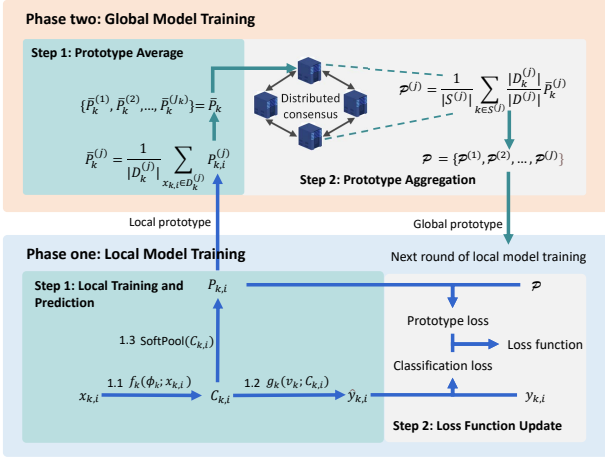 Phase two: Global Model Training
Step 1: Prototype Average
{P̄_k^(1), P̄_k^(2),..., P̄_k^(J_k)}= P̄_k
P̄_k^(j) = 1/|D_k^(j)| ∑_{x_{k,i}∈D_k^(j)} P_{k,i}^(j)
Distributed
consensus
𝓟^(j) = 1/|S^(j)| ∑_{k∈S^(j)} |D_k^(j)|/|D^(j)| P̄_k^(j)
𝓟 = {𝓟^(1), 𝓟^(2), ... , 𝓟^(J)}
Step 2: Prototype Aggregation
Local prototype
Global prototype
Phase one: Local Model Training
Next round of local model training
Step 1: Local Training and
Prediction
P_{k,i}
𝓟
Prototype loss
1.3 SoftPool(C_{k,i})
Loss function
Classification loss
1.1 f_k(ϕ_k; x_{k,i})
1.2 g_k(v_k; C_{k,i})
x_{k,i}
C_{k,i}
ŷ_{k,i}
y_{k,i}
Step 2: Loss Function Update